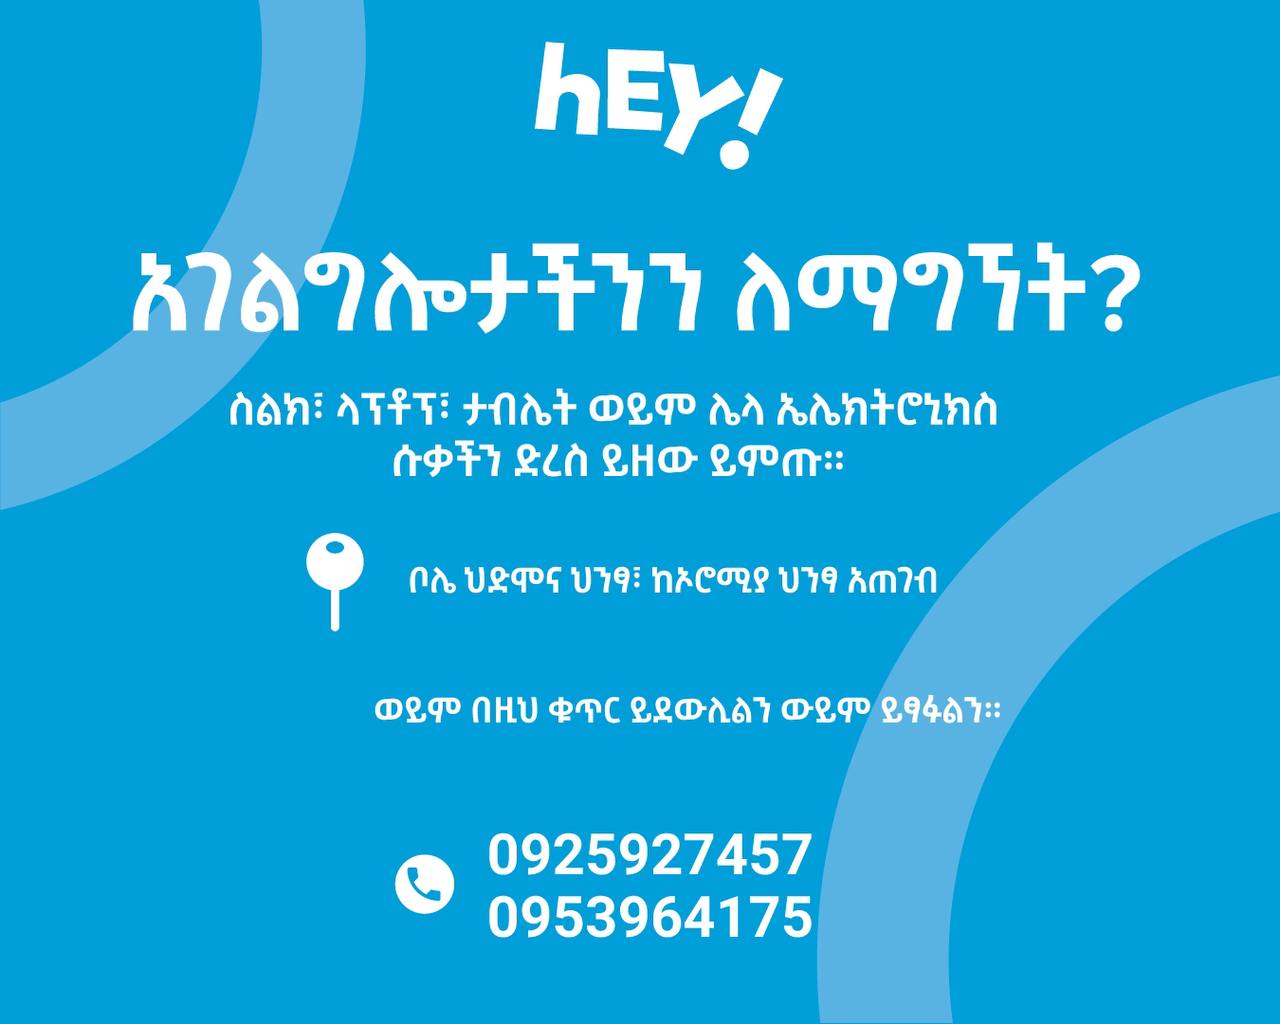 hEY!
አገልግሎታችንን ለማግኘት?
ስልክ፣ ላፕቶፕ፣ ታብሌት ወይም ሌላ ኤሌክትሮኒክስ
ሱቃችን ድረስ ይዘው ይምጡ።
ቦሌ ህድሞና ህንፃ፣ ከኦሮሚያ ህንፃ አጠገብ
ወይም በዚህ ቁጥር ይደውሊልን ውይም ይፃፉልን።
0925927457
0953964175